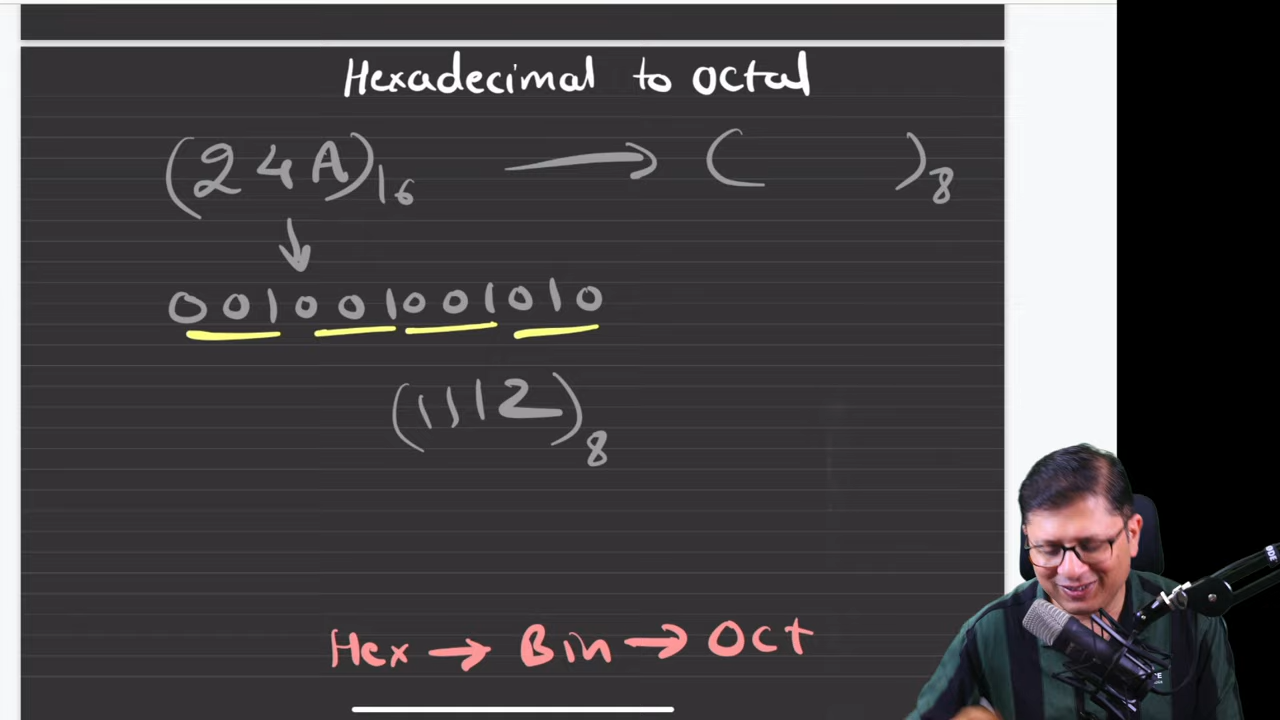 Hexadecimal to Octal
(24A)16 → ( )8
↓
001001001010
(1112)8
Hex → Bin → Oct